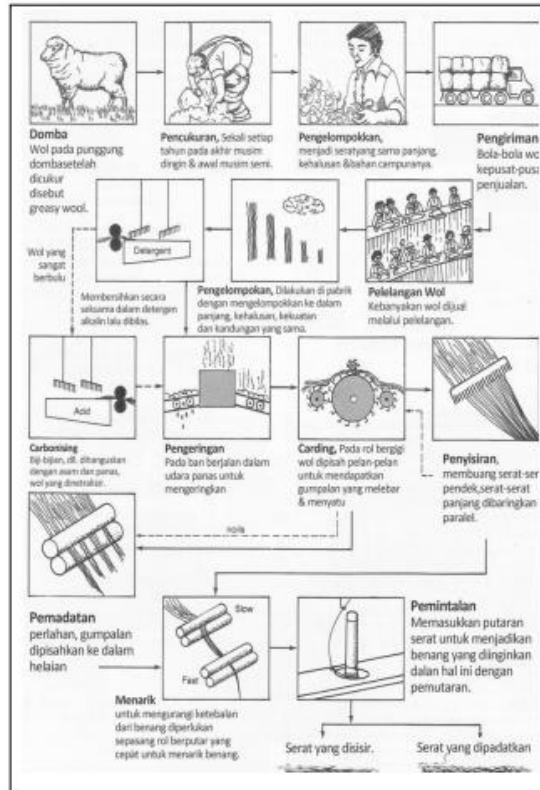 Domba
Wol pada punggung
dombasetelah
dicukur
disebut
greasy wool.
Pencukuran, Sekali setiap
tahun pada akhir musim
dingin & awal musim semi.
Pengelompokkan,
menjadi seratyang samo panjang,
kehalusan &bahan campuranya.
Pengiriman
Bola-bola wo
kepusat-pusa
penjualan.
Wol yang
sangat
berbulu
Detergent
Membersihkan secara
seksama dalam detengen
alkalin lalu dibilas.
Pengelompokan, Dilakukan di pabrik
dengan mengelompokkan ke dalam
panjang, kehalusan, kekuatan
dan kandungan yang sama.
Pelelangan Wol
Kebanyakan wol dijual
melalui pelelangan.
Acid
Carbonising
Biji-bijian, dll. dihanguskan
dengan asam dan panas,
wol yang dinetralise.
Pengeringan
Pada ban berjalan dalam
udara panas untuk
mengeringkan
Carding, Pada rol bergigi
wol dipisah pelan-pelan
untuk mendapatkan
gumpalan yang melebar
& menyatu
Penyisiran,
membuang serat-ser
pendek,serat-serat
panjang dibaringkan
paralel.
noils
Pemadatan
perlahan, gumpalan
dipisahkan ke dalam
helaian
Slow
Fast
Menarik
untuk mengurangi ketebalan
dari benang diperlukan
sepasang rol berputar yang
cepat untuk menarik benang.
Pemintalan
Memasukkan putaran
serat untuk menjadikan
benang yang diinginkan
dalan hal ini dengan
pemutaran.
Serat yang disisir.
Serat yang dipadatkan